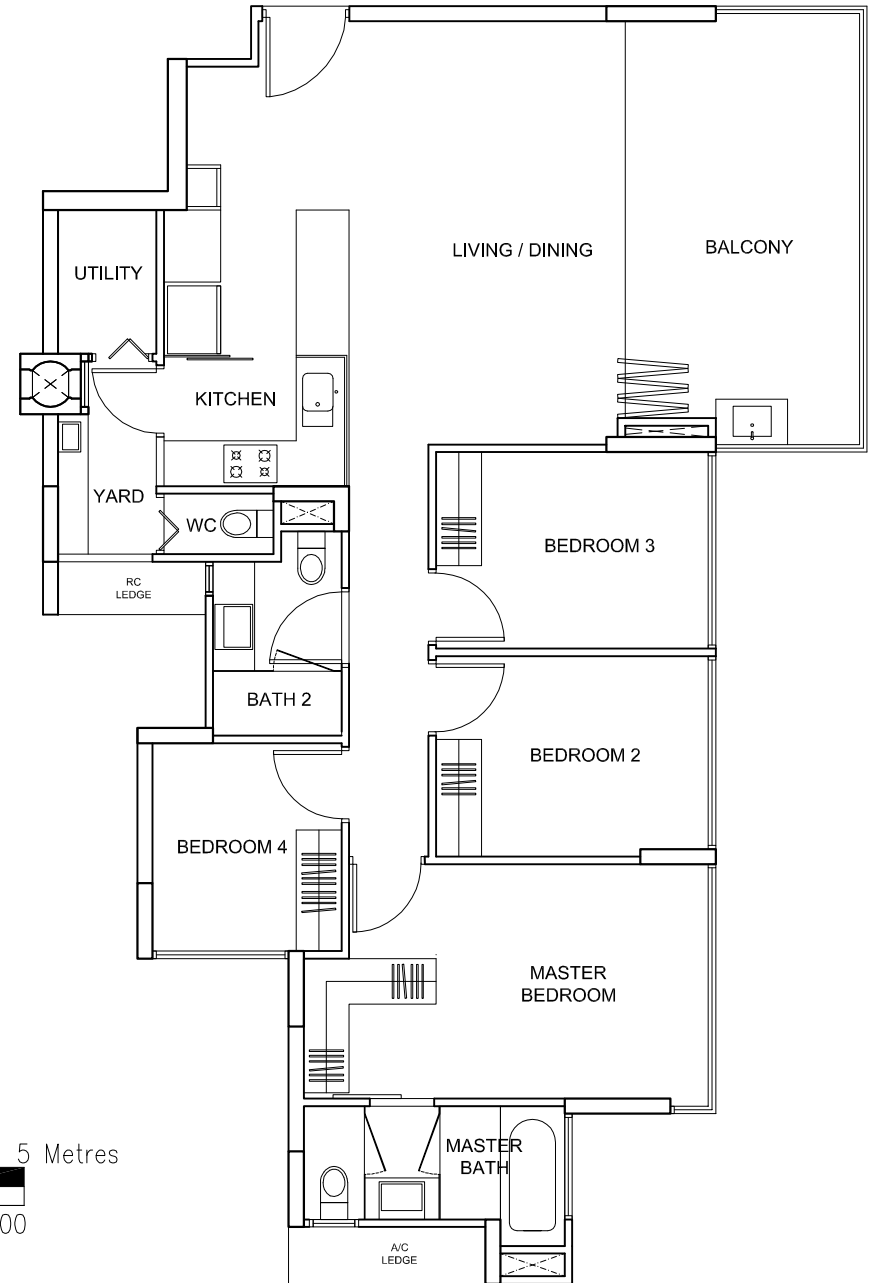 LIVING / DINING
BALCONY
UTILITY
KITCHEN
YARD
WC
BEDROOM 3
RC
LEDGE
BATH 2
BEDROOM 2
BEDROOM 4
MASTER
BEDROOM
5 Metres
00
MASTER
BATH
A/C
LEDGE